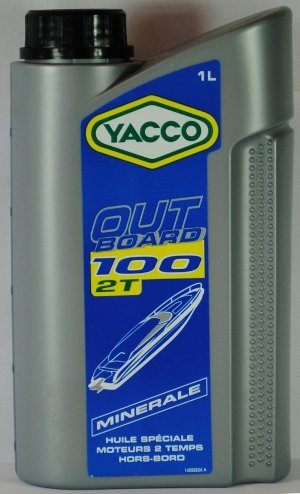 1L
YACCO
OUT
BOARD
100
2T
MINERALE
HUILE SPÉCIALE
MOTEURS 2 TEMPS
HORS-BORD